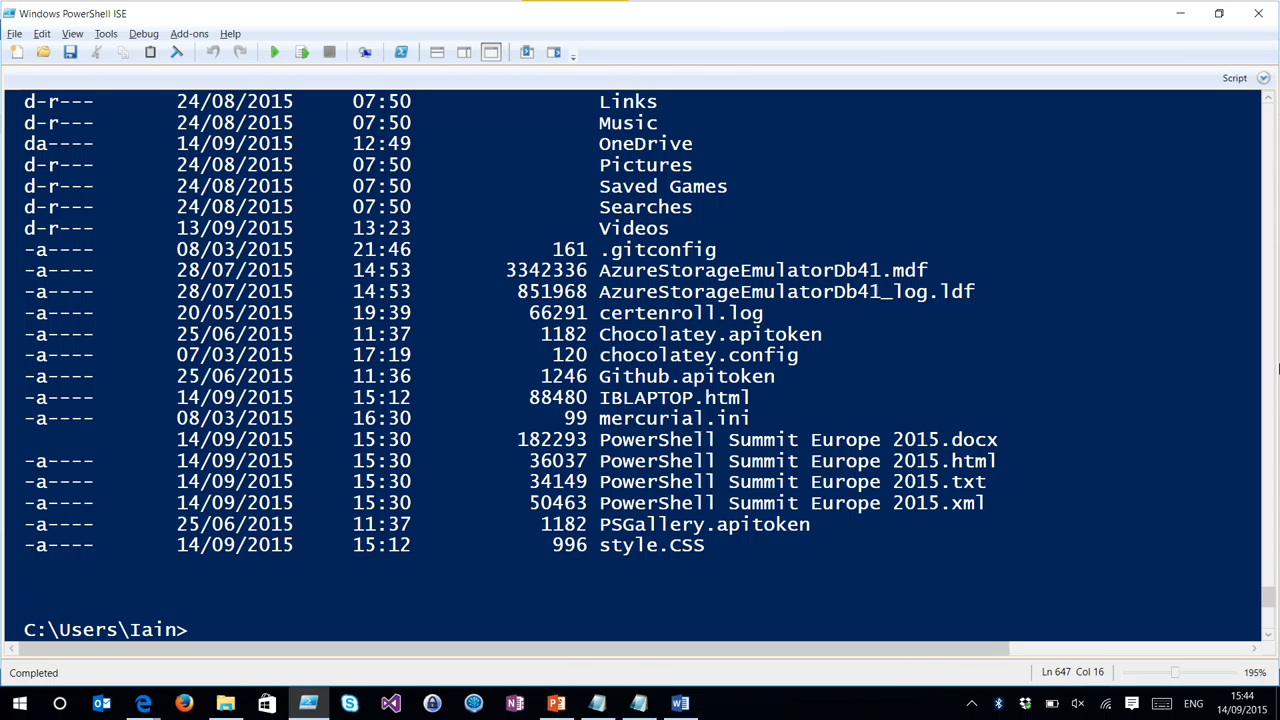 Windows PowerShell ISE
File Edit View Tools Debug Add-ons Help
Script
d-r--- 24/08/2015 07:50 Links
d-r--- 24/08/2015 07:50 Music
da---- 14/09/2015 12:49 OneDrive
d-r--- 24/08/2015 07:50 Pictures
d-r--- 24/08/2015 07:50 Saved Games
d-r--- 24/08/2015 07:50 Searches
d-r--- 13/09/2015 13:23 Videos
-a---- 08/03/2015 21:46 161 .gitconfig
-a---- 28/07/2015 14:53 3342336 AzureStorageEmulatorDb41.mdf
-a---- 28/07/2015 14:53 851968 AzureStorageEmulatorDb41_log.ldf
-a---- 20/05/2015 19:39 66291 certenroll.log
-a---- 25/06/2015 11:37 1182 Chocolatey.apitoken
-a---- 07/03/2015 17:19 120 chocolatey.config
-a---- 25/06/2015 11:36 1246 Github.apitoken
-a---- 14/09/2015 15:12 88480 IBLAPTOP.html
-a---- 08/03/2015 16:30 99 mercurial.ini
14/09/2015 15:30 182293 PowerShell Summit Europe 2015.docx
-a---- 14/09/2015 15:30 36037 PowerShell Summit Europe 2015.html
-a---- 14/09/2015 15:30 34149 PowerShell Summit Europe 2015.txt
-a---- 14/09/2015 15:30 50463 PowerShell Summit Europe 2015.xml
-a---- 25/06/2015 11:37 1182 PSGallery.apitoken
-a---- 14/09/2015 15:12 996 style.CSS
C:\Users\Iain>
Completed Ln 647 Col 16 195%
ENG 15:44
14/09/2015